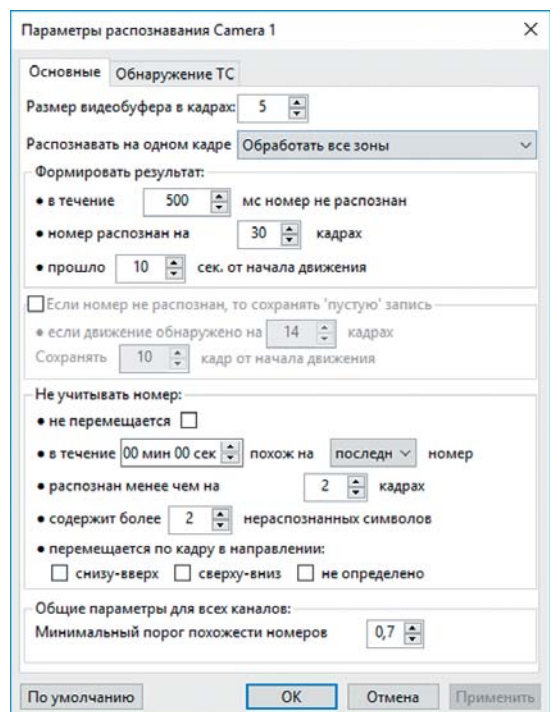 Параметры распознавания Camera 1
Основные Обнаружение ТС
Размер видеобуфера в кадрах: 5
Распознавать на одном кадре Обработать все зоны
Формировать результат:
• в течение 500 мс номер не распознан
• номер распознан на 30 кадрах
• прошло 10 сек. от начала движения
Если номер не распознан, то сохранять 'пустую' запись
• если движение обнаружено на 14 кадрах
Сохранять 10 кадр от начала движения
Не учитывать номер:
• не перемещается
• в течение 00 мин 00 сек похож на последн номер
• распознан менее чем на 2 кадрах
• содержит более 2 нераспознанных символов
• перемещается по кадру в направлении:
снизу-вверх сверху-вниз не определено
Общие параметры для всех каналов:
Минимальный порог похожести номеров 0,7
По умолчанию ОК Отмена Применить